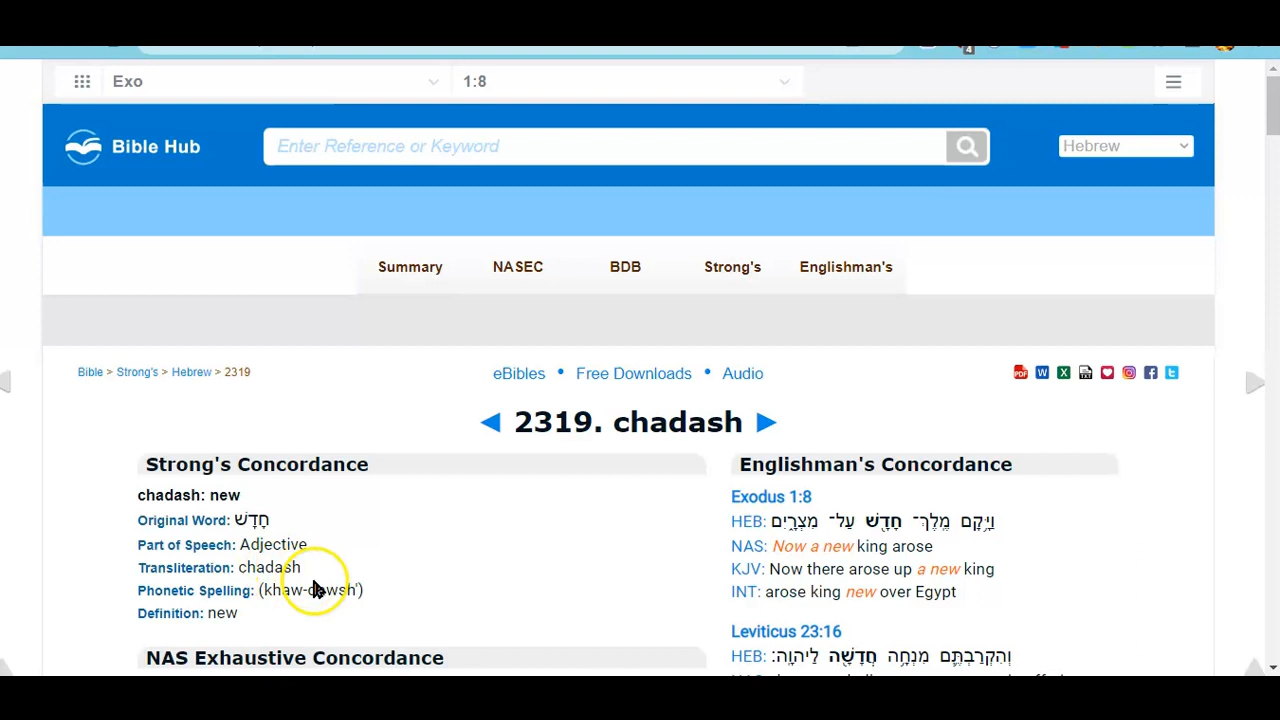 4
Exo 1:8
Bible Hub
Enter Reference or Keyword
Hebrew
Summary NASEC BDB Strong's Englishman's
Bible > Strong's > Hebrew > 2319
eBibles • Free Downloads • Audio
PDF W X TXT
◄ 2319. chadash ►
Strong's Concordance
chadash: new
Original Word: חָדָשׁ
Part of Speech: Adjective
Transliteration: chadash
Phonetic Spelling: (khaw-dawsh')
Definition: new
NAS Exhaustive Concordance
Englishman's Concordance
Exodus 1:8
HEB: וַיָּ֥קָם מֶֽלֶךְ־ חָדָ֖שׁ עַל־ מִצְרָ֑יִם
NAS: Now a new king arose
KJV: Now there arose up a new king
INT: arose king new over Egypt
Leviticus 23:16
HEB: וְהִקְרַבְתֶּ֛ם מִנְחָ֥ה חֲדָשָׁ֖ה לַיהוָֽה׃